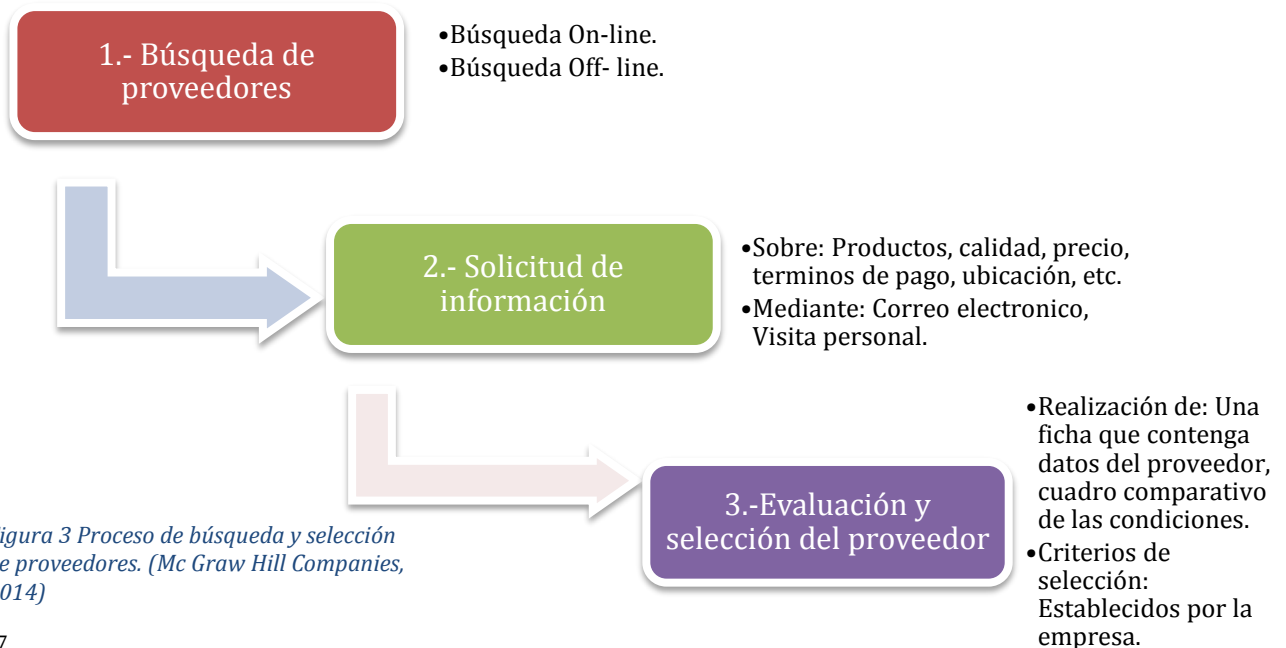 1.- Búsqueda de
proveedores
•Búsqueda On-line.
•Búsqueda Off- line.
2.- Solicitud de
información
•Sobre: Productos, calidad, precio,
terminos de pago, ubicación, etc.
•Mediante: Correo electronico,
Visita personal.
3.-Evaluación y
selección del proveedor
•Realización de: Una
ficha que contenga
datos del proveedor,
cuadro comparativo
de las condiciones.
•Criterios de
selección:
Establecidos por la
empresa.
igura 3 Proceso de búsqueda y selección
e proveedores. (Mc Graw Hill Companies,
014)
7